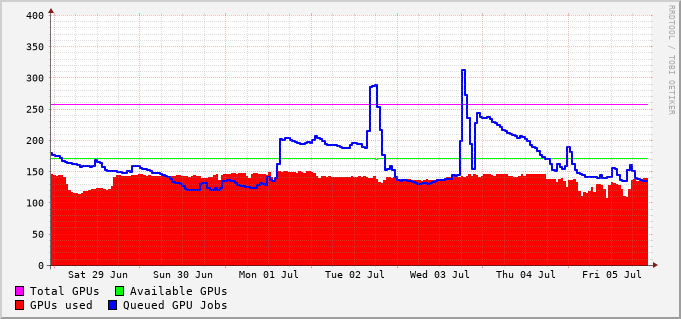 400
350
300
250
200
150
100
50
0
Sat 29 Jun Sun 30 Jun Mon 01 Jul Tue 02 Jul Wed 03 Jul Thu 04 Jul Fri 05 Jul
Total GPUs Available GPUs
GPUs used Queued GPU Jobs
RRDTOOL / TOBI OETIKER